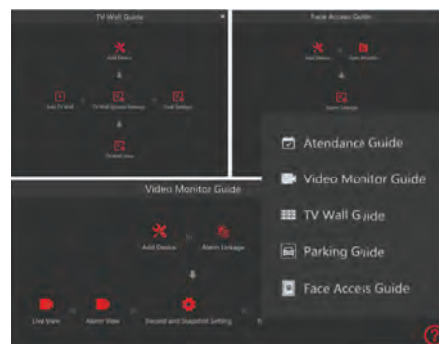 TV Wall Guide
Add Device
TV Wall
Face Access Guide
Add Device
Alarm Linkage
Video Monitor Guide
Add Device
Alarm Linkage
Live View
Alarm View
Record and Snapshot Setting
Atendance Guide
Video Monitor Guide
TV Wall Guide
Parking Guide
Face Access Guide